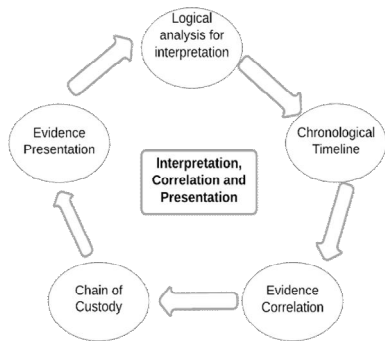 Logical
analysis for
interpretation
Chronological
Timeline
Evidence
Correlation
Chain of
Custody
Evidence
Presentation
Interpretation,
Correlation and
Presentation